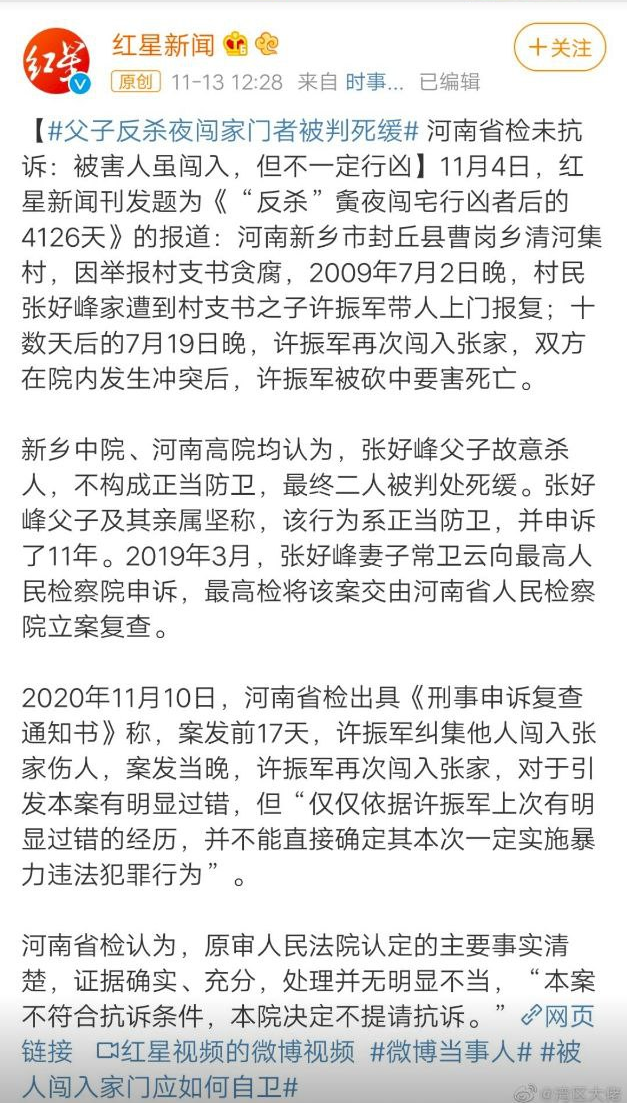 红星
红星新闻
+关注
原创 11-13 12:28 来自 时事... 已编辑
【#父子反杀夜闯家门者被判死缓# 河南省检未抗
诉：被害人虽闯入，但不一定行凶】11月4日，红
星新闻刊发题为《“反杀”夤夜闯宅行凶者后的
4126天》的报道：河南新乡市封丘县曹岗乡清河集
村，因举报村支书贪腐，2009年7月2日晚，村民
张好峰家遭到村支书之子许振军带人上门报复；十
数天后的7月19日晚，许振军再次闯入张家，双方
在院内发生冲突后，许振军被砍中要害死亡。
新乡中院、河南高院均认为，张好峰父子故意杀
人，不构成正当防卫，最终二人被判处死缓。张好
峰父子及其亲属坚称，该行为系正当防卫，并申诉
了11年。2019年3月，张好峰妻子常卫云向最高人
民检察院申诉，最高检将该案交由河南省人民检察
院立案复查。
2020年11月10日，河南省检出具《刑事申诉复查
通知书》称，案发前17天，许振军纠集他人闯入张
家伤人，案发当晚，许振军再次闯入张家，对于引
发本案有明显过错，但“仅仅依据许振军上次有明
显过错的经历，并不能直接确定其本次一定实施暴
力违法犯罪行为”。
河南省检认为，原审人民法院认定的主要事实清
楚，证据确实、充分，处理并无明显不当，“本案
不符合抗诉条件，本院决定不提请抗诉。”网页
链接 红星视频的微博视频 #微博当事人# #被
人闯入家门应如何自卫#